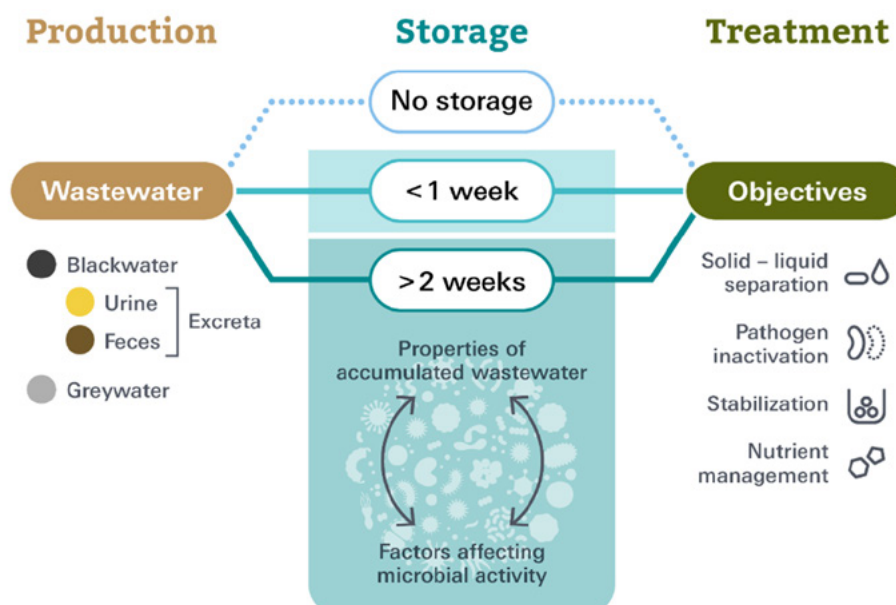 Production
Storage
Treatment
No storage
Wastewater
< 1 week
Objectives
> 2 weeks
Blackwater
Urine
Feces
Excreta
Greywater
Properties of
accumulated wastewater
Factors affecting
microbial activity
Solid – liquid
separation
Pathogen
inactivation
Stabilization
Nutrient
management